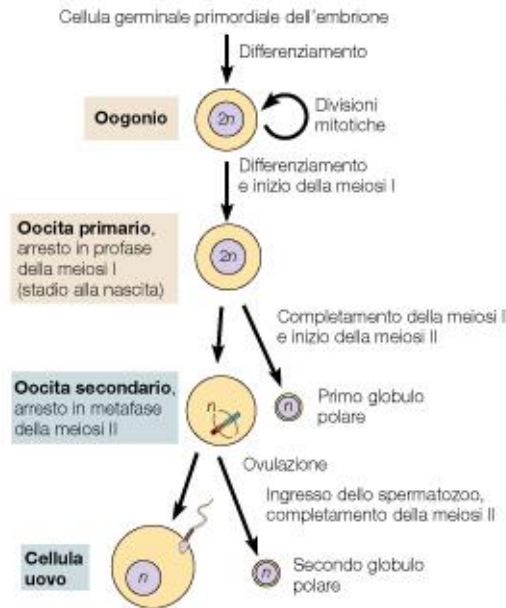 Cellula germinale primordiale dell'embrione
Differenziamento
Oogonio
2n
Divisioni
mitotiche
Differenziamento
e inizio della meiosi I
Oocita primario,
arresto in profase
della meiosi I
(stadio alla nascita)
2n
Completamento della meiosi I
e inizio della meiosi II
Oocita secondario,
arresto in metafase
della meiosi II
n
n
Primo globulo
polare
Ovulazione
Ingresso dello spermatozoo,
completamento della meiosi II
Cellula
uovo
n
n
Secondo globulo
polare